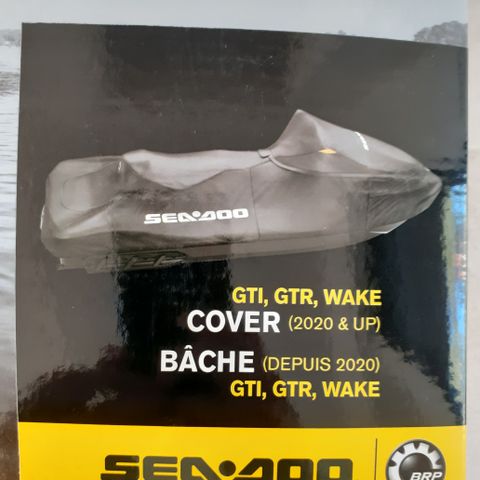 SEA-DOO
GTI, GTR, WAKE
COVER (2020 & UP)
BÂCHE (DEPUIS 2020)
GTI, GTR, WAKE
SEA-DOO
BRP